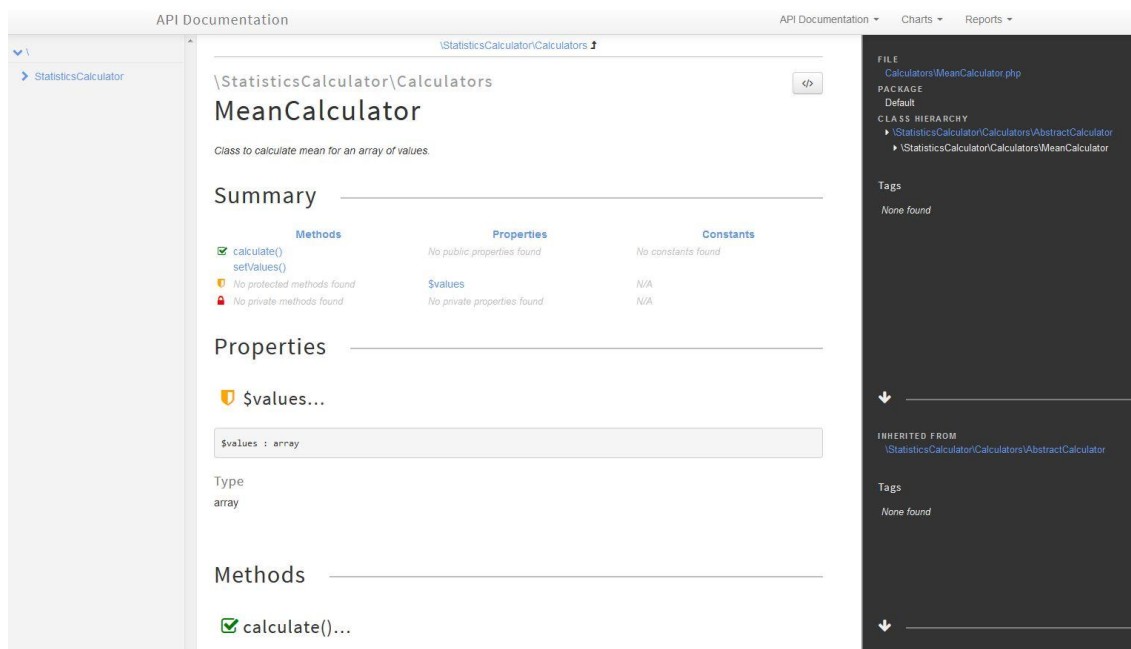 API Documentation
API Documentation Charts Reports
\
StatisticsCalculator
\StatisticsCalculator\Calculators
\StatisticsCalculator\Calculators
</>
MeanCalculator
Class to calculate mean for an array of values.
Summary
Methods Properties Constants
calculate() No public properties found No constants found
setValues()
No protected methods found $values N/A
No private methods found No private properties found N/A
Properties
$values...
$values : array
Type
array
Methods
calculate()...
FILE
Calculators\MeanCalculator.php
PACKAGE
Default
CLASS HIERARCHY
\StatisticsCalculator\Calculators\AbstractCalculator
\StatisticsCalculator\Calculators\MeanCalculator
Tags
None found
INHERITED FROM
\StatisticsCalculator\Calculators\AbstractCalculator
Tags
None found